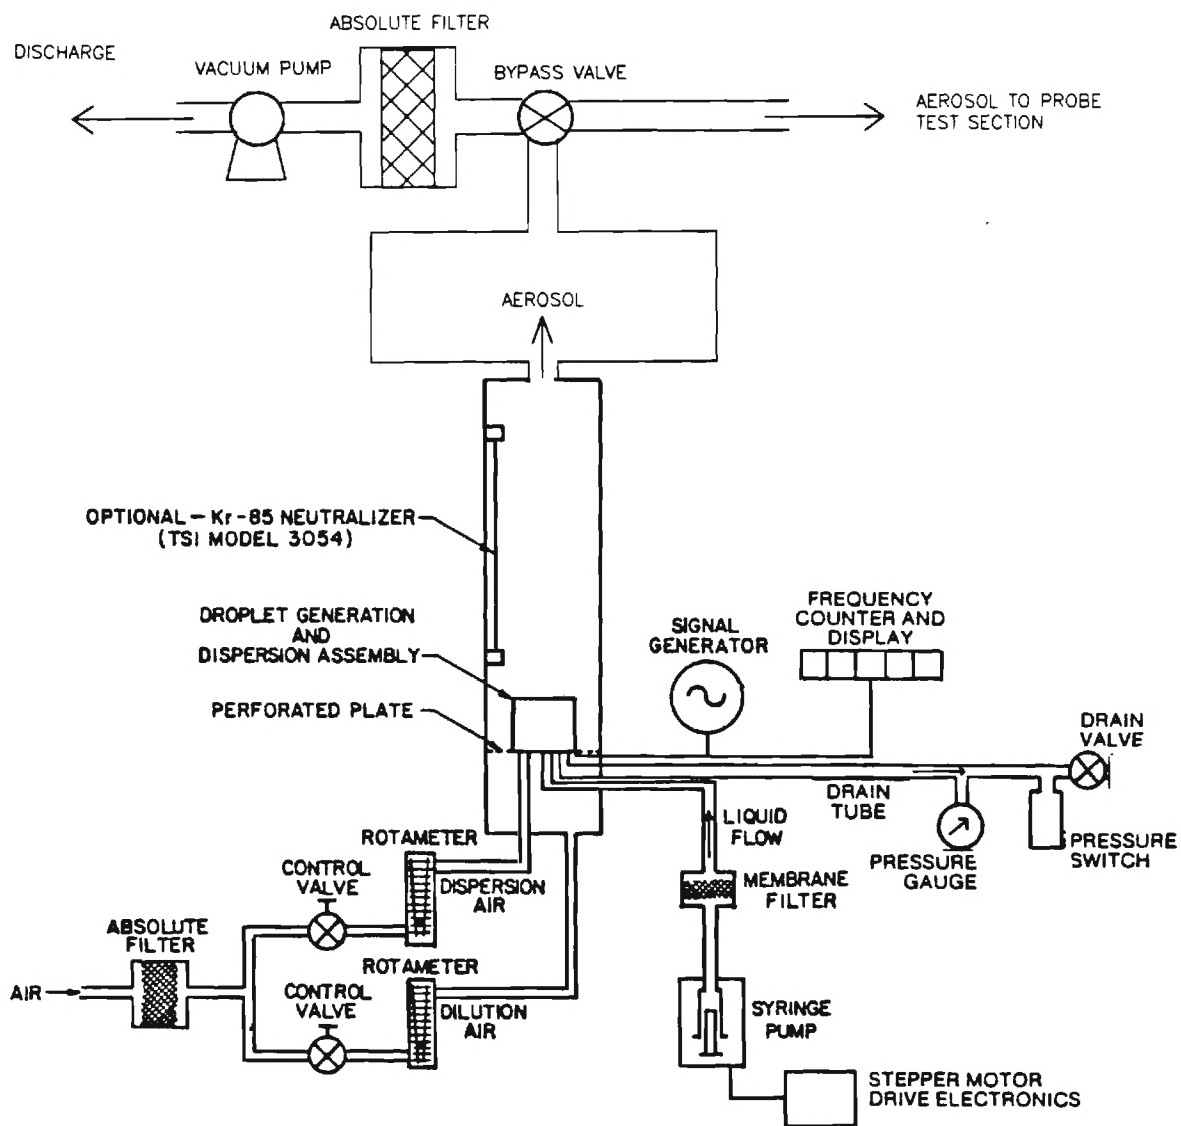 ABSOLUTE FILTER
DISCHARGE
VACUUM PUMP
BYPASS VALVE
AEROSOL TO PROBE
TEST SECTION
AEROSOL
OPTIONAL - Kr-85 NEUTRALIZER
(TSI MODEL 3054)
DROPLET GENERATION
AND
DISPERSION ASSEMBLY
PERFORATED PLATE
SIGNAL
GENERATOR
FREQUENCY
COUNTER AND
DISPLAY
DRAIN
VALVE
DRAIN
TUBE
LIQUID
FLOW
PRESSURE
GAUGE
PRESSURE
SWITCH
ROTAMETER
CONTROL
VALVE
DISPERSION
AIR
MEMBRANE
FILTER
ABSOLUTE
FILTER
AIR
ROTAMETER
CONTROL
VALVE
DILUTION
AIR
SYRINGE
PUMP
STEPPER MOTOR
DRIVE ELECTRONICS